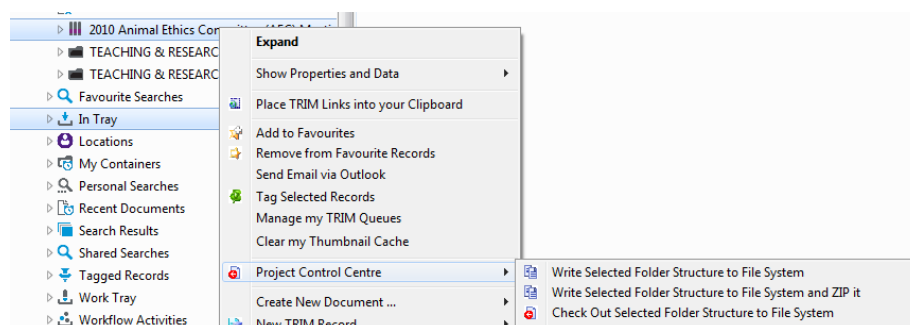 2010 Animal Ethics
Expand
TEACHING & RESEARC
Show Properties and Data
TEACHING & RESEARC
Favourite Searches
Place TRIM Links into your Clipboard
In Tray
Add to Favourites
Locations
Remove from Favourite Records
My Containers
Send Email via Outlook
Personal Searches
Tag Selected Records
Recent Documents
Manage my TRIM Queues
Search Results
Clear my Thumbnail Cache
Shared Searches
Tagged Records
Project Control Centre
Write Selected Folder Structure to File System
Work Tray
Create New Document ...
Write Selected Folder Structure to File System and ZIP it
Workflow Activities
New TRIM Record
Check Out Selected Folder Structure to File System